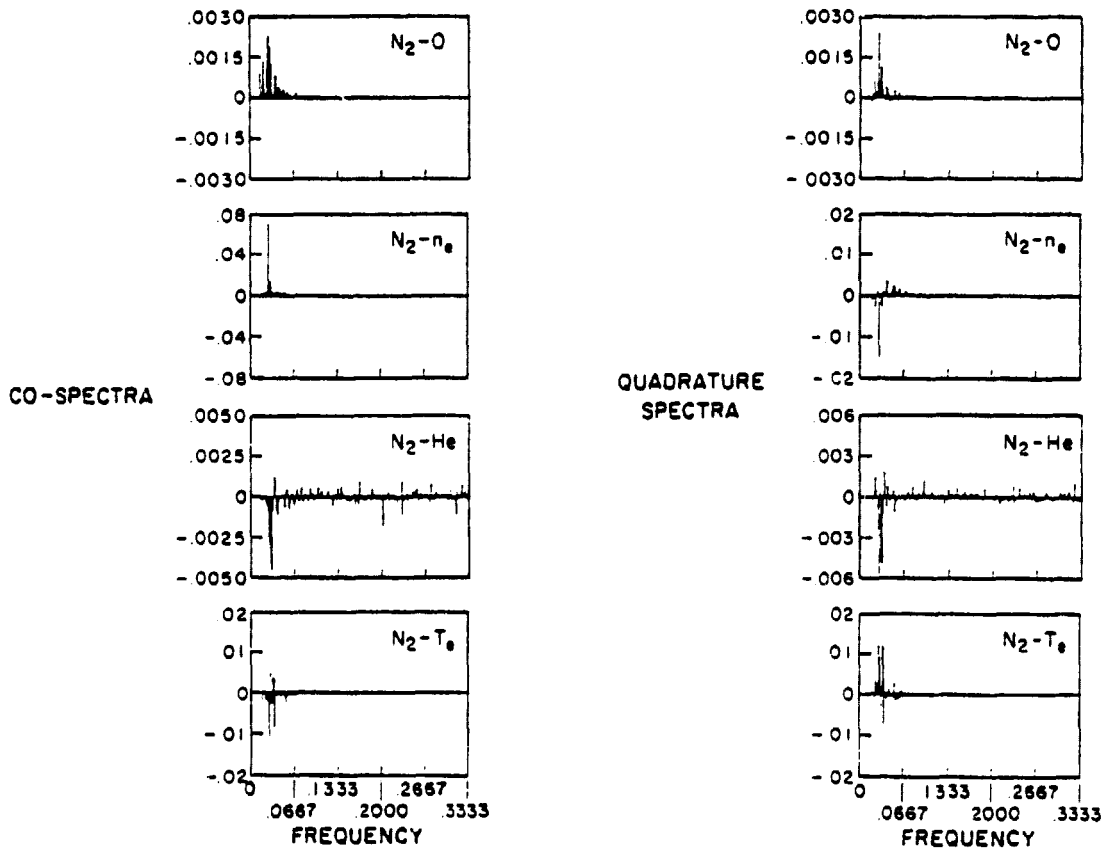 CO-SPECTRA
.0030
.0015
0
-.0015
-.0030
N₂-O
.08
.04
0
-.04
-.08
N₂-nₑ
.0050
.0025
0
-.0025
-.0050
N₂-He
.02
.01
0
-.01
-.02
N₂-Tₑ
0 .1333 .2667
.0667 .2000 .3333
FREQUENCY
QUADRATURE
SPECTRA
.0030
.0015
0
-.0015
-.0030
N₂-O
.02
.01
0
-.01
-.02
N₂-nₑ
.006
.003
0
-.003
-.006
N₂-He
.02
.01
0
-.01
-.02
N₂-Tₑ
0 .1333 .2667
.0667 .2000 .3333
FREQUENCY